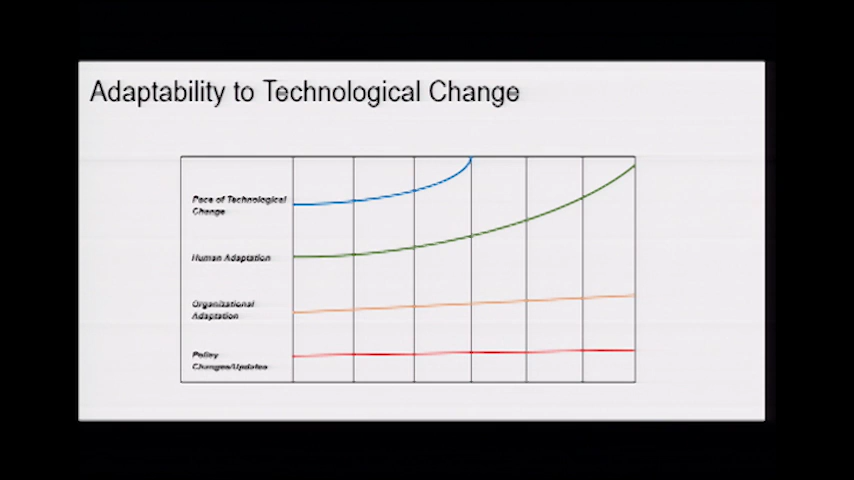 Adaptability to Technological Change
Pace of Technological
Change
Human Adaptation
Organizational
Adaptation
Policy
Changes/Updates